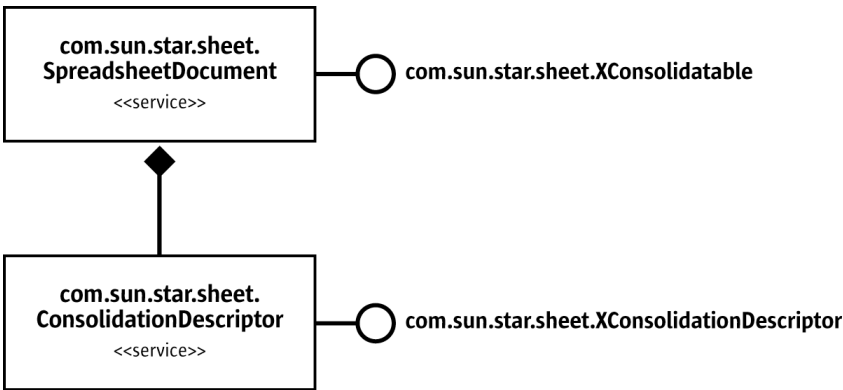 com.sun.star.sheet.
SpreadsheetDocument
<<service>>
com.sun.star.sheet.XConsolidatable
com.sun.star.sheet.
ConsolidationDescriptor
<<service>>
com.sun.star.sheet.XConsolidationDescriptor